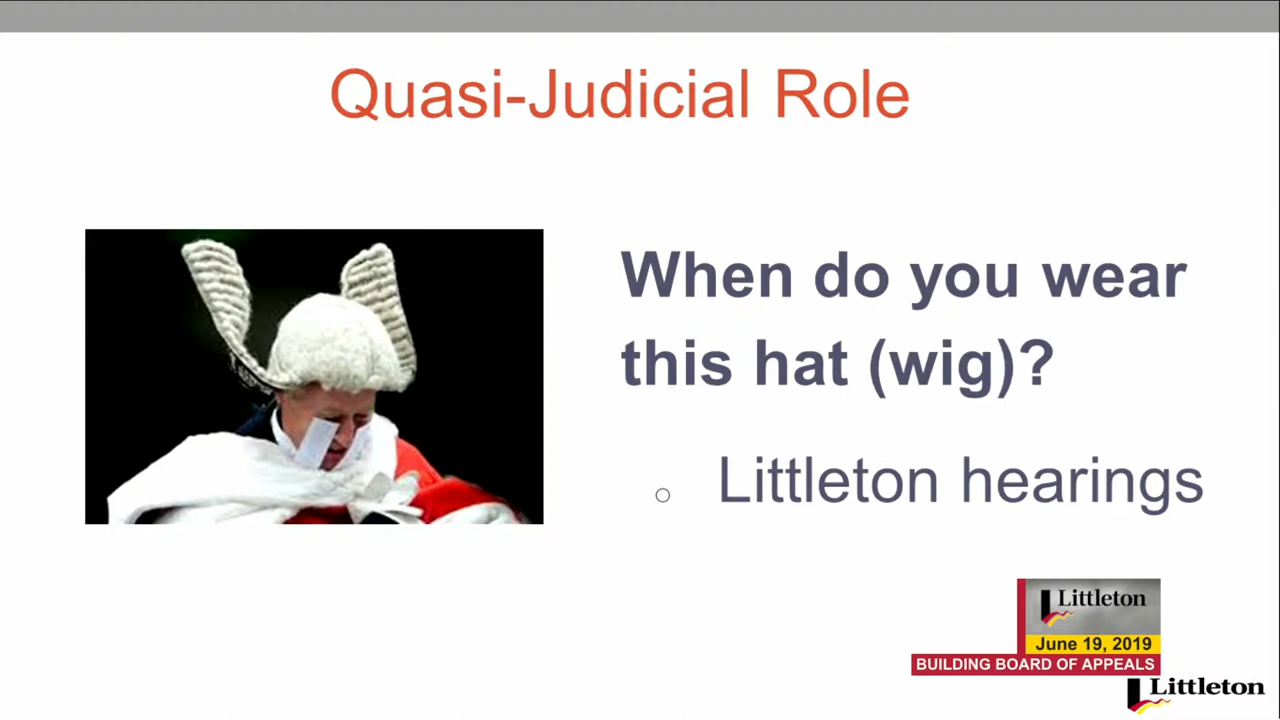 Quasi-Judicial Role
When do you wear
this hat (wig)?
Littleton hearings
Littleton
June 19, 2019
BUILDING BOARD OF APPEALS
Littleton